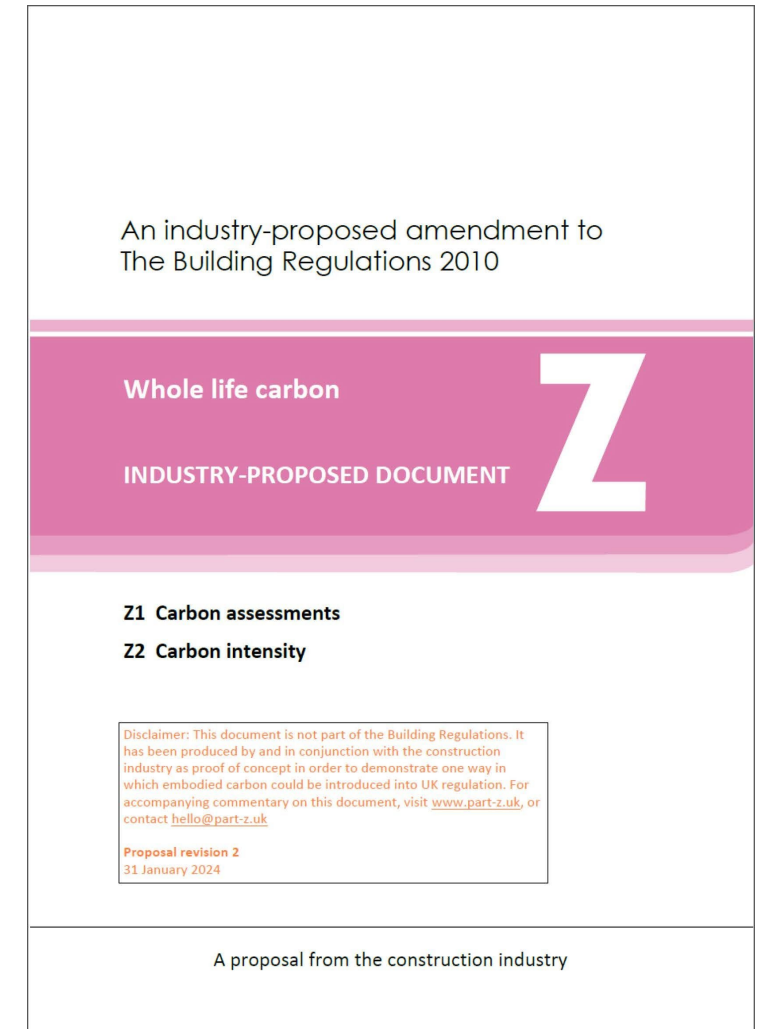 An industry-proposed amendment to
The Building Regulations 2010
Whole life carbon
Z
INDUSTRY-PROPOSED DOCUMENT
Z1 Carbon assessments
Z2 Carbon intensity
Disclaimer: This document is not part of the Building Regulations. It
has been produced by and in conjunction with the construction
industry as proof of concept in order to demonstrate one way in
which embodied carbon could be introduced into UK regulation. For
accompanying commentary on this document, visit www.part-z.uk, or
contact hello@part-z.uk
Proposal revision 2
31 January 2024
A proposal from the construction industry